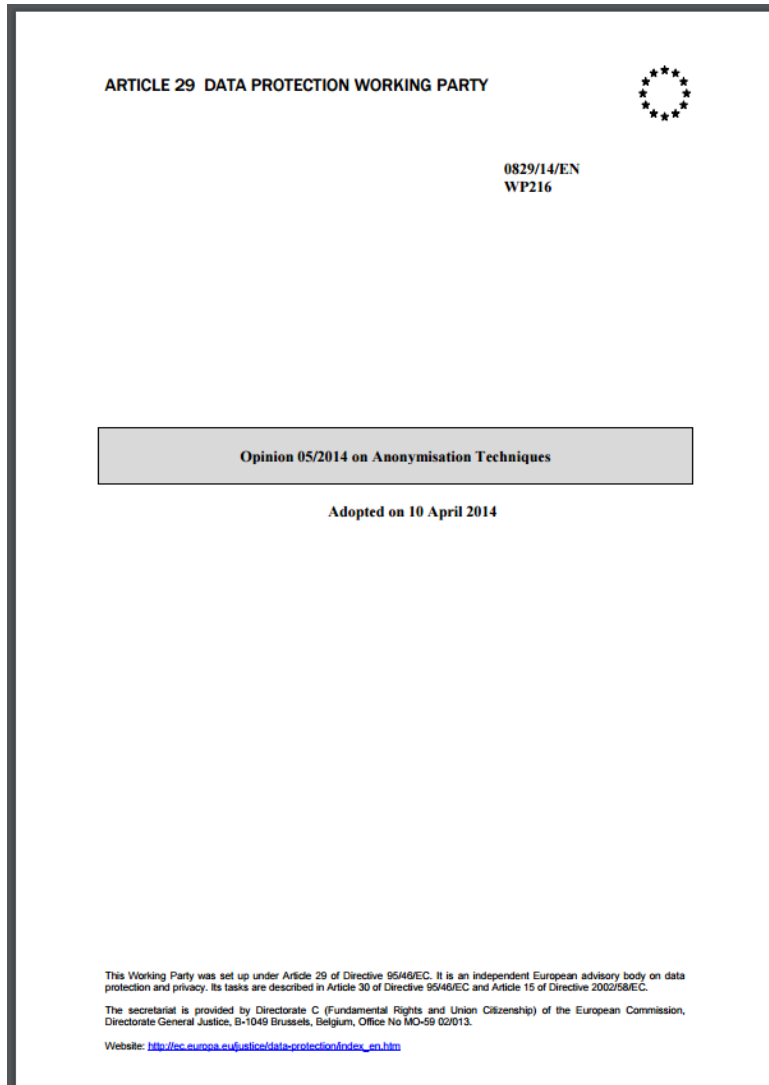 ARTICLE 29 DATA PROTECTION WORKING PARTY
0829/14/EN
WP216
Opinion 05/2014 on Anonymisation Techniques
Adopted on 10 April 2014
This Working Party was set up under Article 29 of Directive 95/46/EC. It is an independent European advisory body on data
protection and privacy. Its tasks are described in Article 30 of Directive 95/46/EC and Article 15 of Directive 2002/58/EC.
The secretariat is provided by Directorate C (Fundamental Rights and Union Citizenship) of the European Commission,
Directorate General Justice, B-1049 Brussels, Belgium, Office No MO-59 02/013.
Website: http://ec.europa.eu/justice/data-protection/index_en.htm